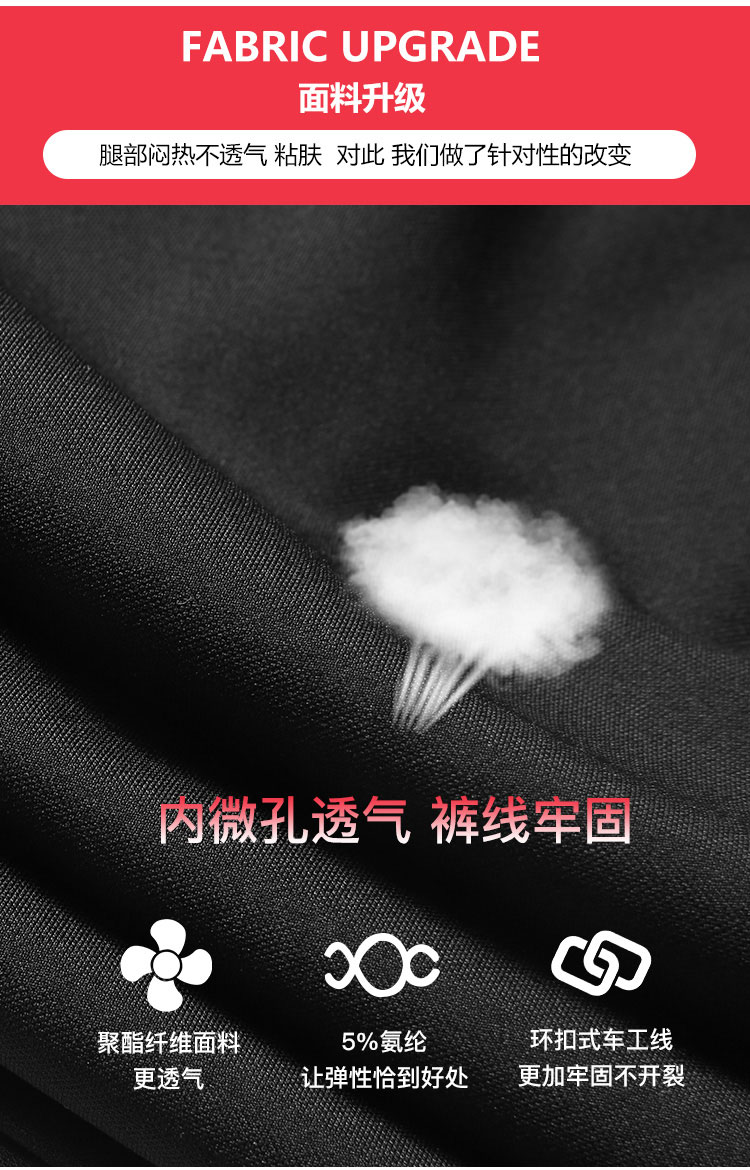 FABRIC UPGRADE
面料升级
腿部闷热不透气 粘肤 对此 我们做了针对性的改变
内微孔透气 裤线牢固
聚酯纤维面料
更透气
5%氨纶
让弹性恰到好处
环扣式车工线
更加牢固不开裂